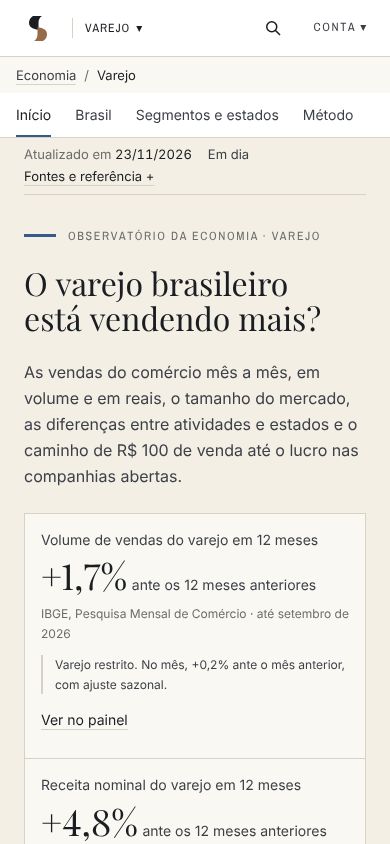 VAREJO ▾
CONTA ▾
Economia / Varejo
Início Brasil Segmentos e estados Método
Atualizado em 23/11/2026 Em dia
Fontes e referência +
OBSERVATÓRIO DA ECONOMIA · VAREJO
O varejo brasileiro
está vendendo mais?
As vendas do comércio mês a mês, em
volume e em reais, o tamanho do mercado,
as diferenças entre atividades e estados e o
caminho de R$ 100 de venda até o lucro nas
companhias abertas.
Volume de vendas do varejo em 12 meses
+1,7% ante os 12 meses anteriores
IBGE, Pesquisa Mensal de Comércio · até setembro de
2026
Varejo restrito. No mês, +0,2% ante o mês anterior,
com ajuste sazonal.
Ver no painel
Receita nominal do varejo em 12 meses
+4,8% ante os 12 meses anteriores